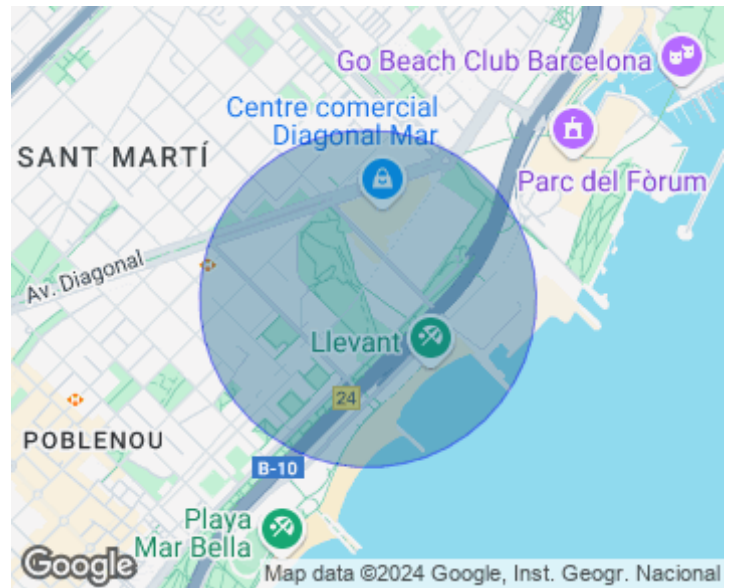 Go Beach Club Barcelona
Centre comercial
Diagonal Mar
SANT MARTÍ
Parc del Fòrum
Av. Diagonal
Llevant
24
POBLENOU
B-10
Playa
Mar Bella
Google
Map data ©2024 Google, Inst. Geogr. Nacional